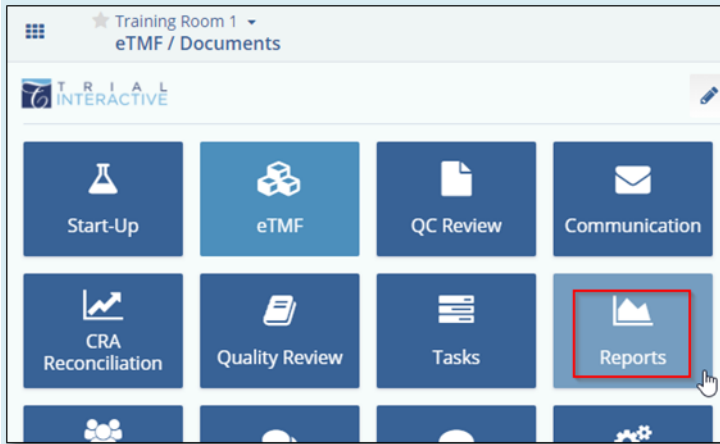 Training Room 1
eTMF / Documents
TRIAL
INTERACTIVE
Start-Up
eTMF
QC Review
Communication
CRA
Reconciliation
Quality Review
Tasks
Reports